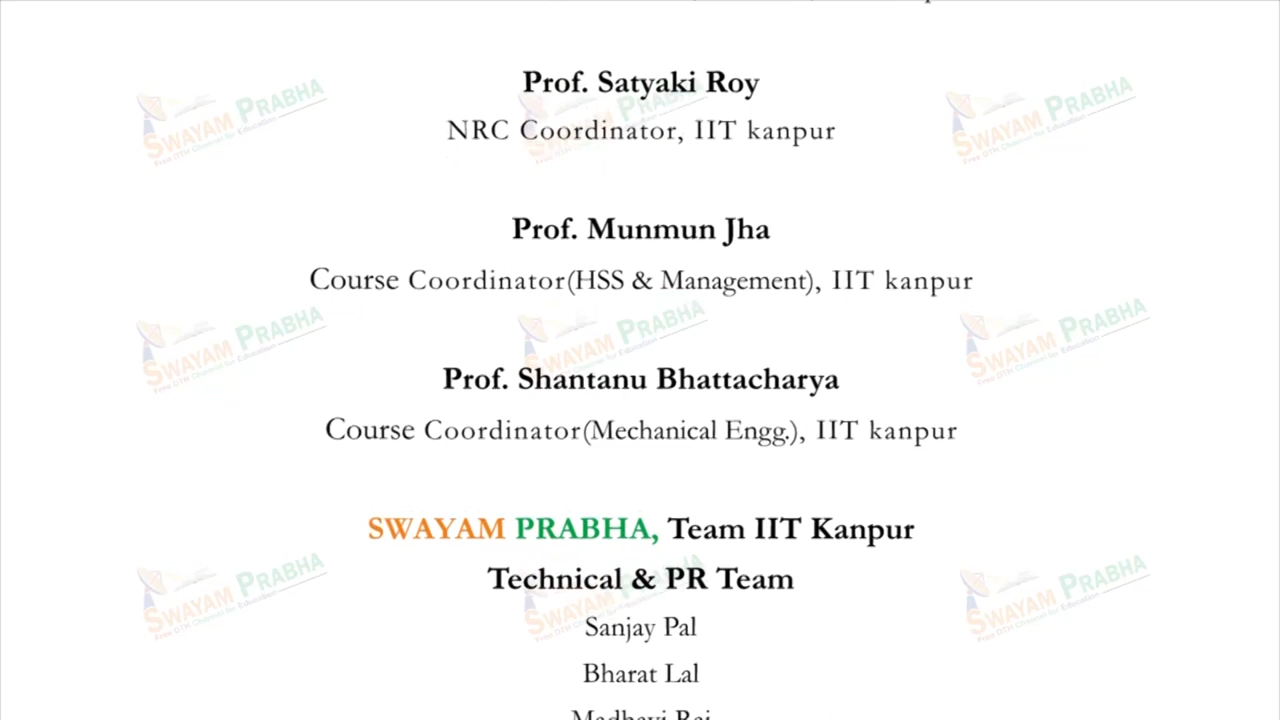 Prof. Satyaki Roy
NRC Coordinator, IIT kanpur
Prof. Munmun Jha
Course Coordinator(HSS & Management), IIT kanpur
Prof. Shantanu Bhattacharya
Course Coordinator(Mechanical Engg.), IIT kanpur
SWAYAM PRABHA, Team IIT Kanpur
Technical & PR Team
Sanjay Pal
Bharat Lal